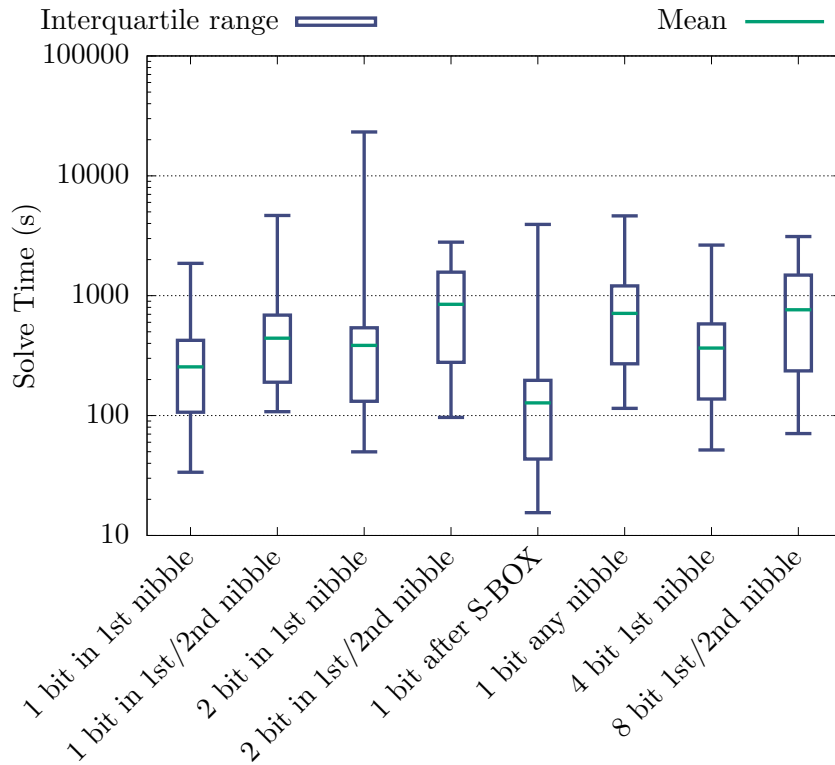 Interquartile range
Mean
100000
10000
1000
100
10
Solve Time (s)
1 bit in 1st nibble
1 bit in 1st/2nd nibble
2 bit in 1st nibble
2 bit in 1st/2nd nibble
1 bit after S-BOX
1 bit any nibble
4 bit 1st nibble
8 bit 1st/2nd nibble